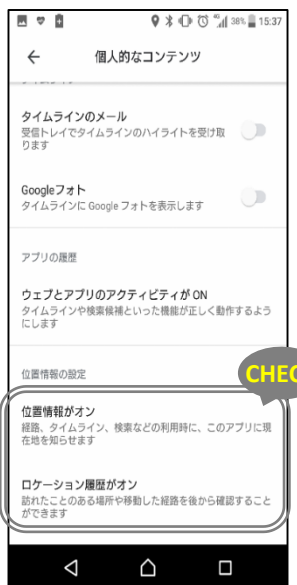 38% 15:37
個人的なコンテンツ
タイムラインのメール
受信トレイでタイムラインのハイライトを受け取
ります
Googleフォト
タイムラインに Google フォトを表示します
アプリの履歴
ウェブとアプリのアクティビティが ON
タイムラインや検索候補といった機能が正しく動作するよう
にします
位置情報の設定
CHEC
位置情報がオン
経路、タイムライン、検索などの利用時に、このアプリに現
在地を知らせます
ロケーション履歴がオン
訪れたことのある場所や移動した経路を後から確認すること
ができます